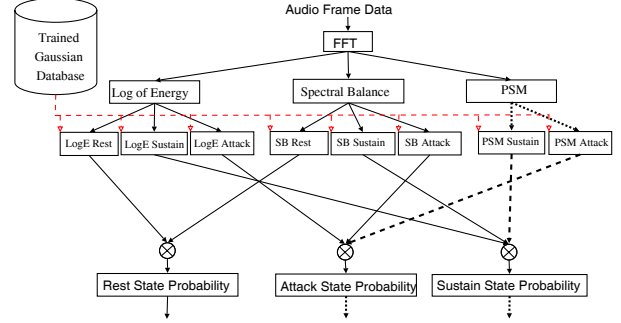 Audio Frame Data
Trained
Gaussian
Database
FFT
Log of Energy
Spectral Balance
PSM
LogE Rest
LogE Sustain
LogE Attack
SB Rest
SB Sustain
SB Attack
PSM Sustain
PSM Attack
Rest State Probability
Attack State Probability
Sustain State Probability